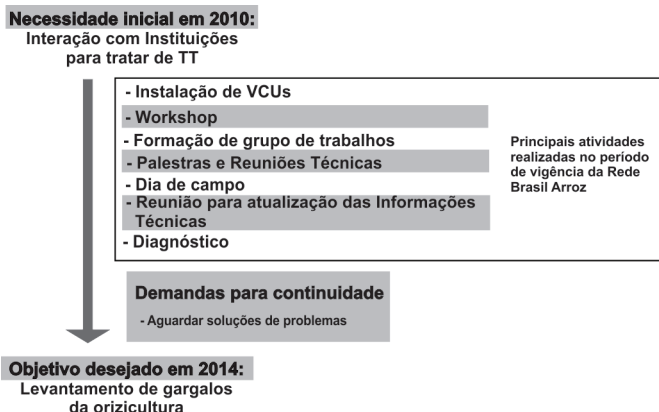 Necessidade inicial em 2010:
Interação com Instituições
para tratar de TT
- Instalação de VCUs
- Workshop
- Formação de grupo de trabalhos
- Palestras e Reuniões Técnicas
- Dia de campo
- Reunião para atualização das Informações
Técnicas
- Diagnóstico
Principais atividades
realizadas no período
de vigência da Rede
Brasil Arroz
Demandas para continuidade
- Aguardar soluções de problemas
Objetivo desejado em 2014:
Levantamento de gargalos
da orizicultura